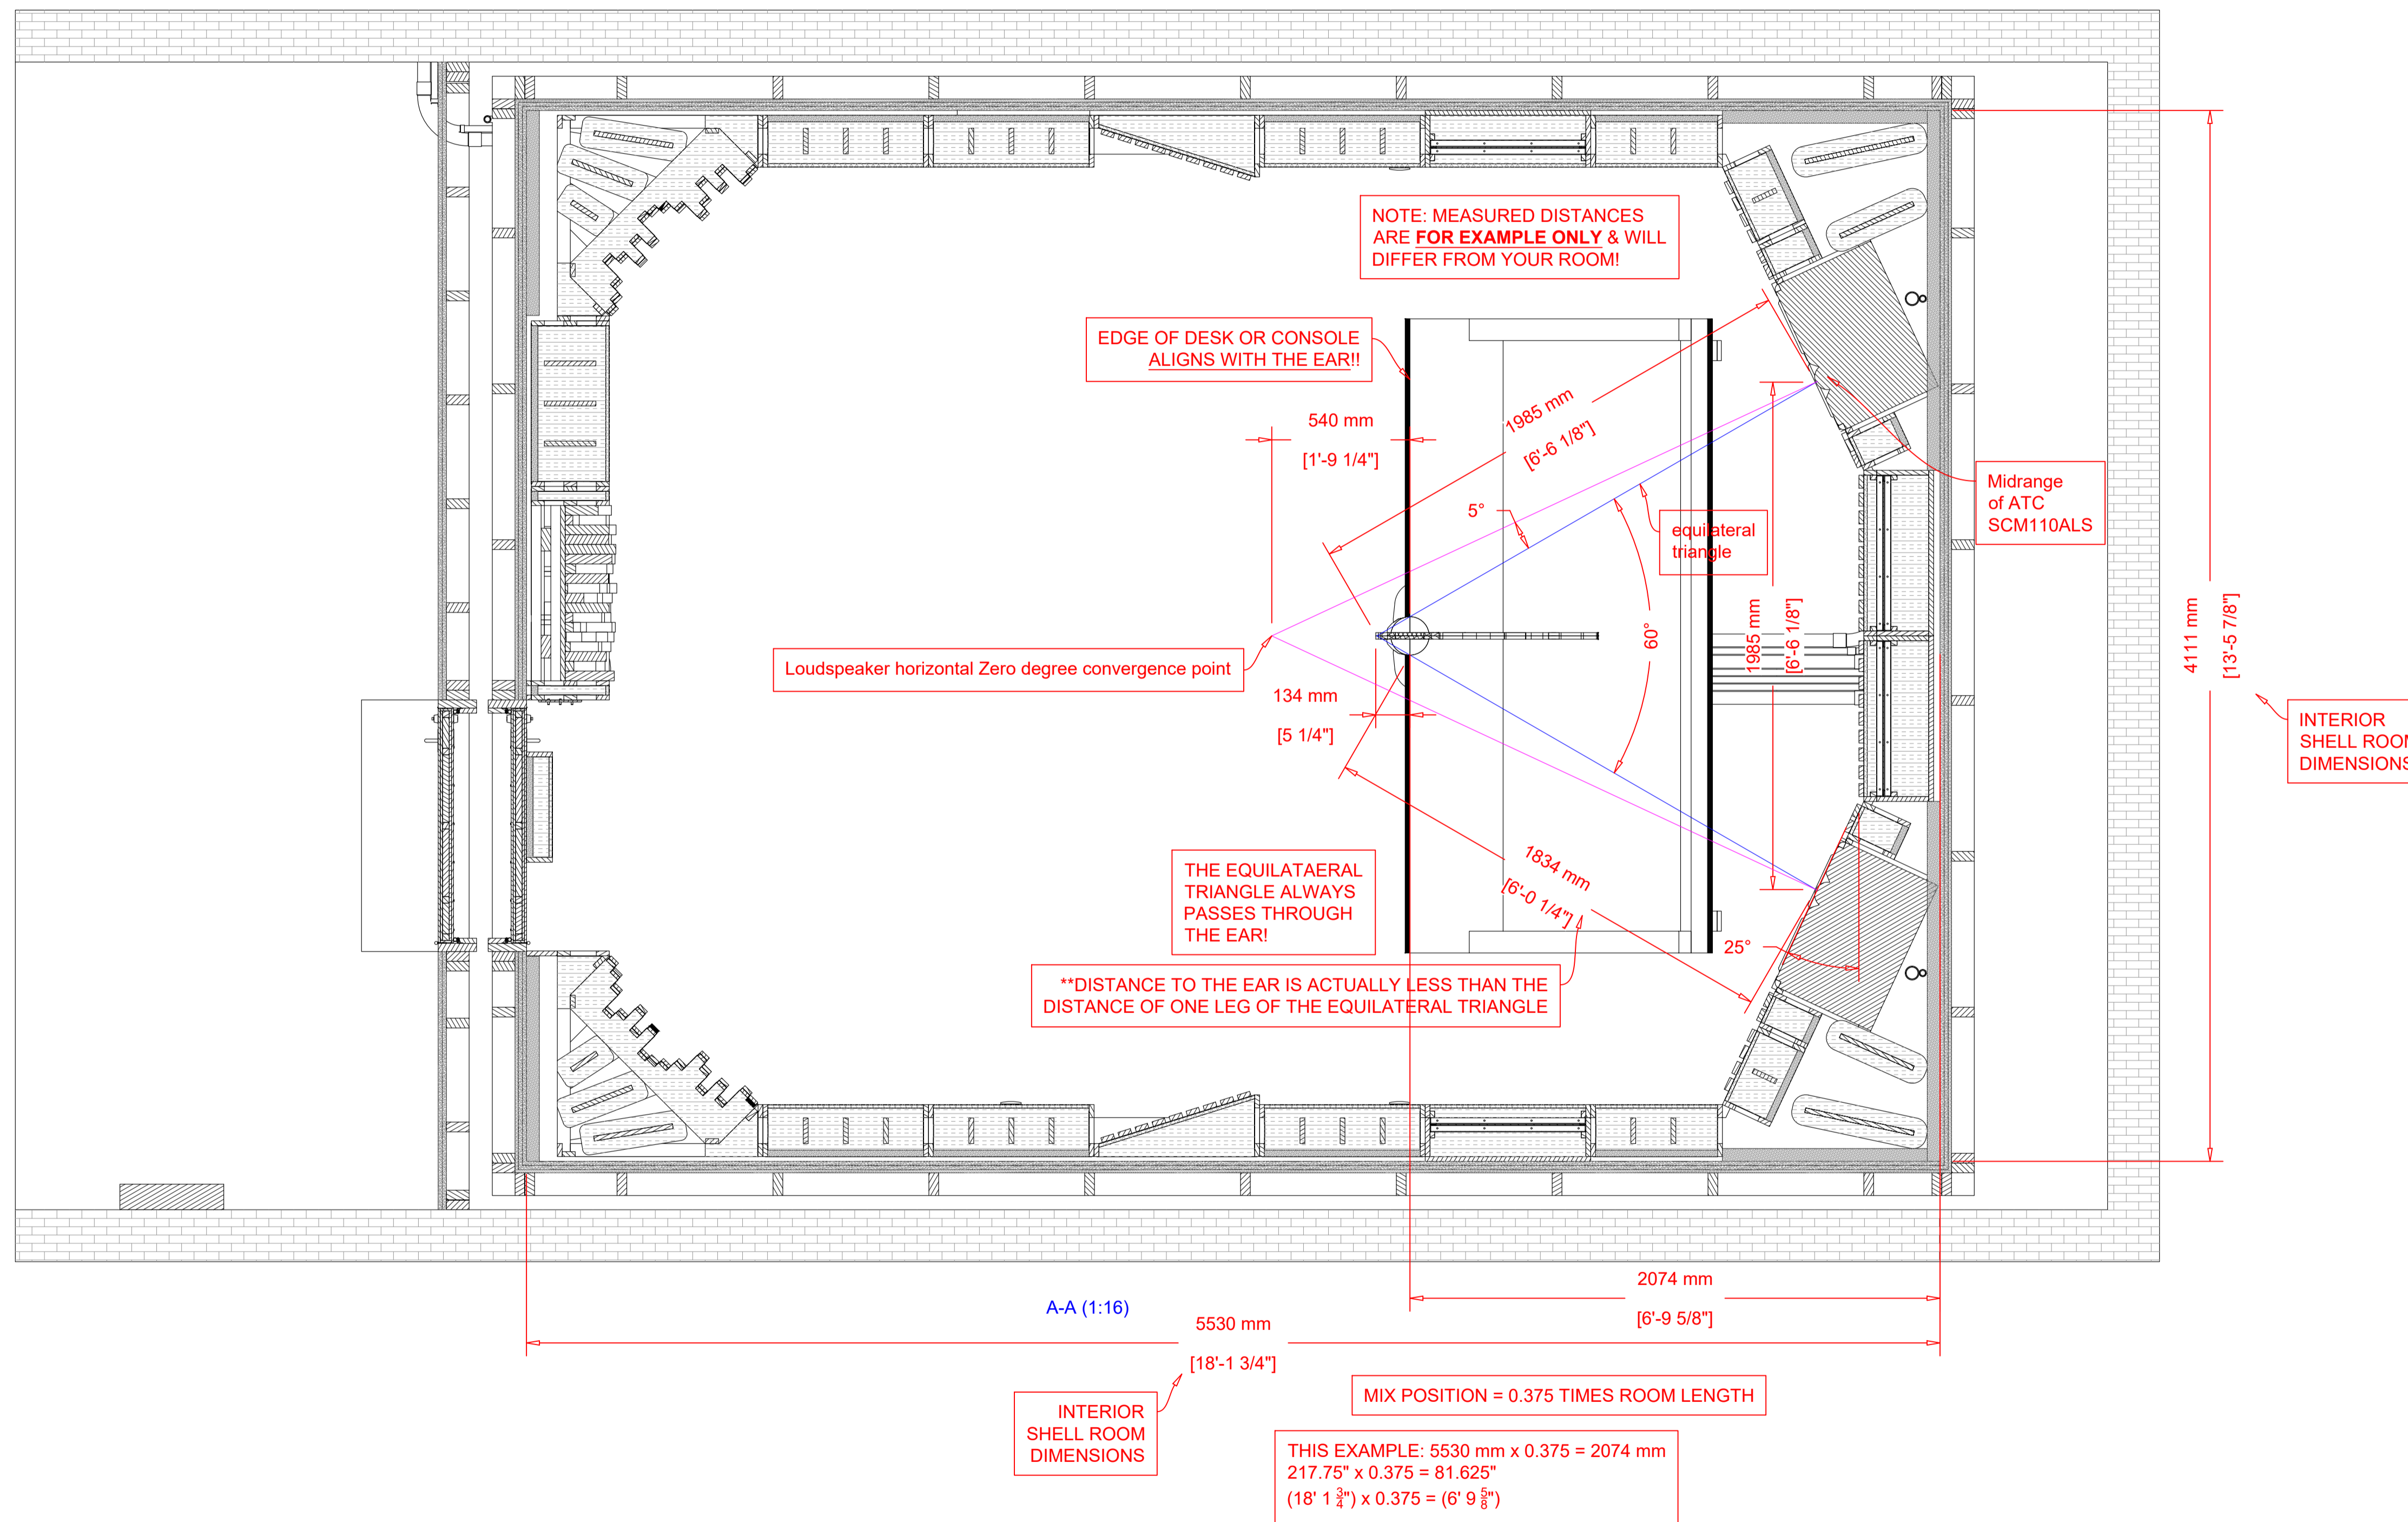 NOTE: MEASURED DISTANCES
ARE FOR EXAMPLE ONLY & WILL
DIFFER FROM YOUR ROOM!
EDGE OF DESK OR CONSOLE
ALIGNS WITH THE EAR!!
540 mm
[1'-9 1/4"]
1985 mm
[6'-6 1/8"]
5°
equilateral
triangle
Midrange
of ATC
SCM110ALS
60°
1985 mm
[6'-6 1/8"]
4111 mm
[13'-5 7/8"]
INTERIOR
SHELL ROOM
DIMENSIONS
Loudspeaker horizontal Zero degree convergence point
134 mm
[5 1/4"]
THE EQUILATAERAL
TRIANGLE ALWAYS
PASSES THROUGH
THE EAR!
1834 mm
[6'-0 1/4"]
25°
**DISTANCE TO THE EAR IS ACTUALLY LESS THAN THE
DISTANCE OF ONE LEG OF THE EQUILATERAL TRIANGLE
2074 mm
[6'-9 5/8"]
A-A (1:16)
5530 mm
[18'-1 3/4"]
INTERIOR
SHELL ROOM
DIMENSIONS
MIX POSITION = 0.375 TIMES ROOM LENGTH
THIS EXAMPLE: 5530 mm x 0.375 = 2074 mm
217.75" x 0.375 = 81.625"
(18' 1 3/4") x 0.375 = (6' 9 5/8")